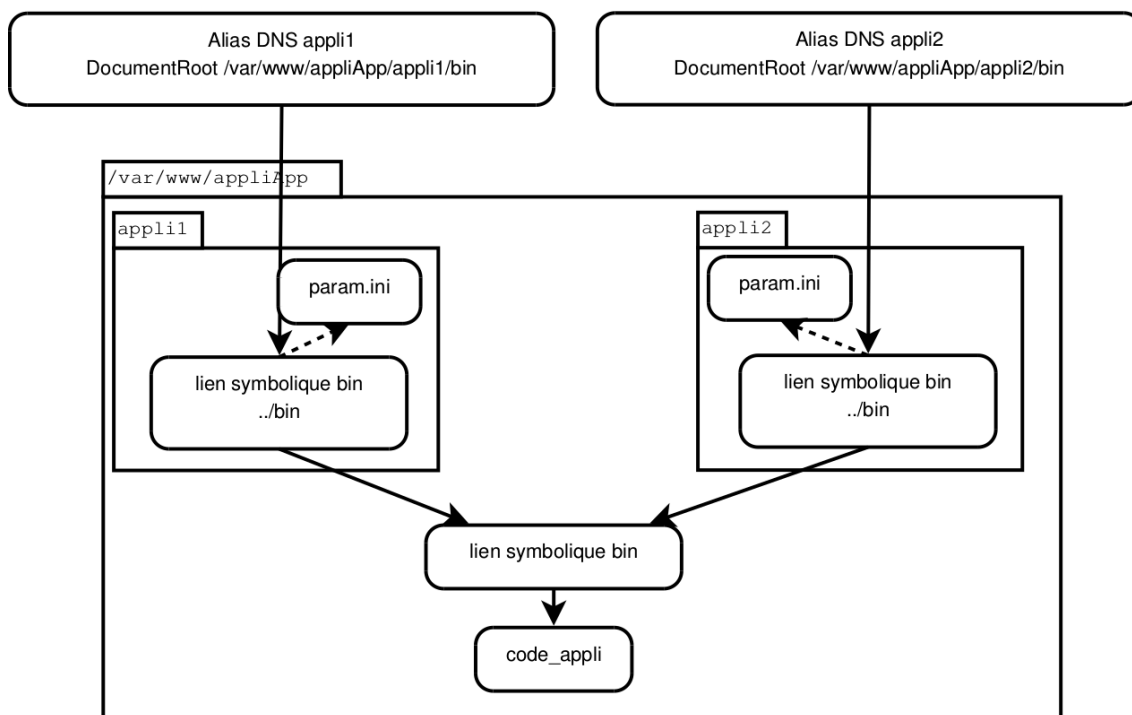 Alias DNS appli1
DocumentRoot /var/www/appliApp/appli1/bin
Alias DNS appli2
DocumentRoot /var/www/appliApp/appli2/bin
/var/www/appliApp
appli1
param.ini
lien symbolique bin
../bin
appli2
param.ini
lien symbolique bin
../bin
lien symbolique bin
code_appli